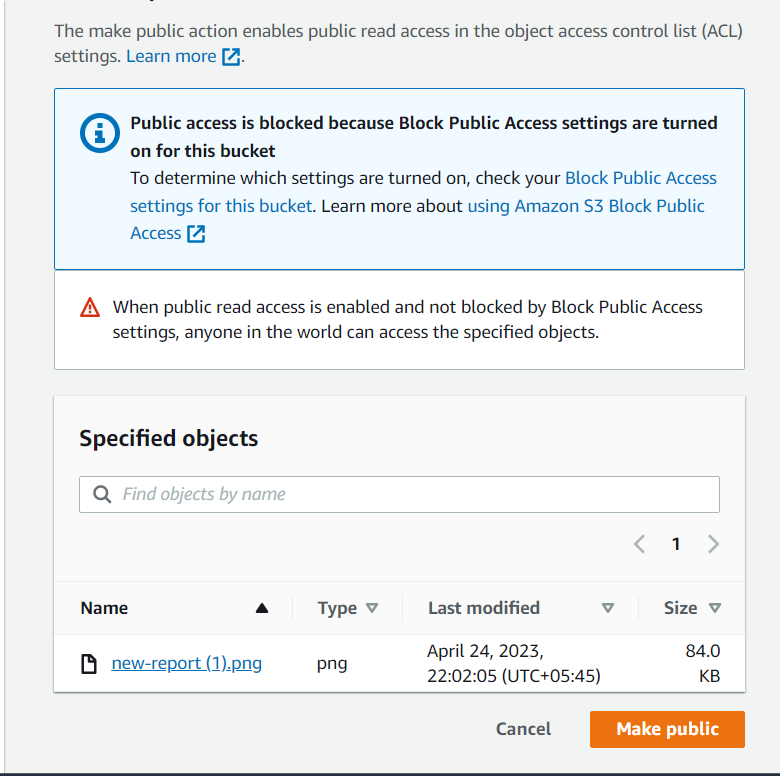 The make public action enables public read access in the object access control list (ACL)
settings. Learn more.
Public access is blocked because Block Public Access settings are turned
on for this bucket
To determine which settings are turned on, check your Block Public Access
settings for this bucket. Learn more about using Amazon S3 Block Public
Access
When public read access is enabled and not blocked by Block Public Access
settings, anyone in the world can access the specified objects.
Specified objects
Find objects by name
1
Name Type Last modified Size
new-report (1).png png April 24, 2023, 84.0
22:02:05 (UTC+05:45) KB
Cancel Make public